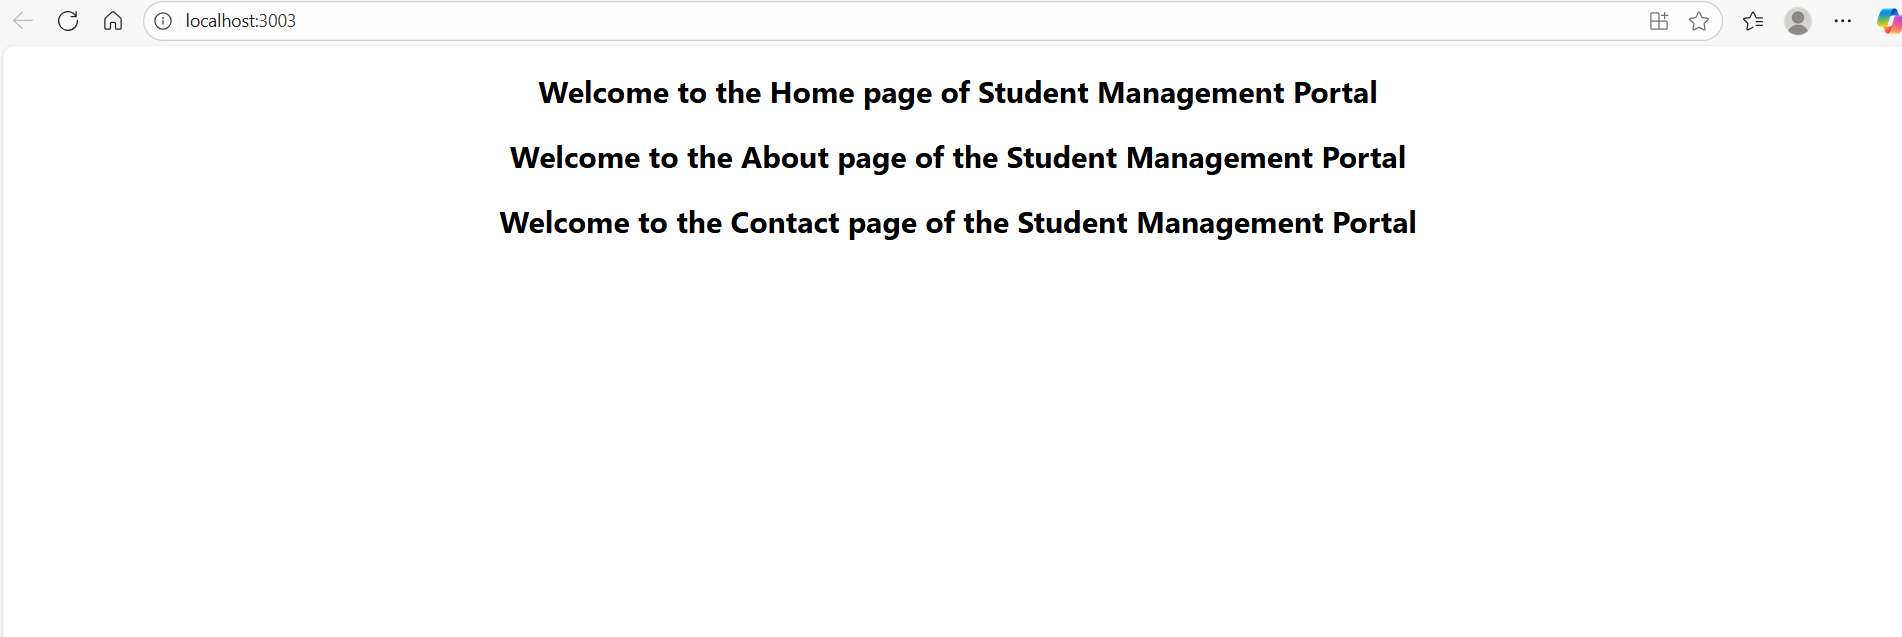 localhost:3003
Welcome to the Home page of Student Management Portal
Welcome to the About page of the Student Management Portal
Welcome to the Contact page of the Student Management Portal